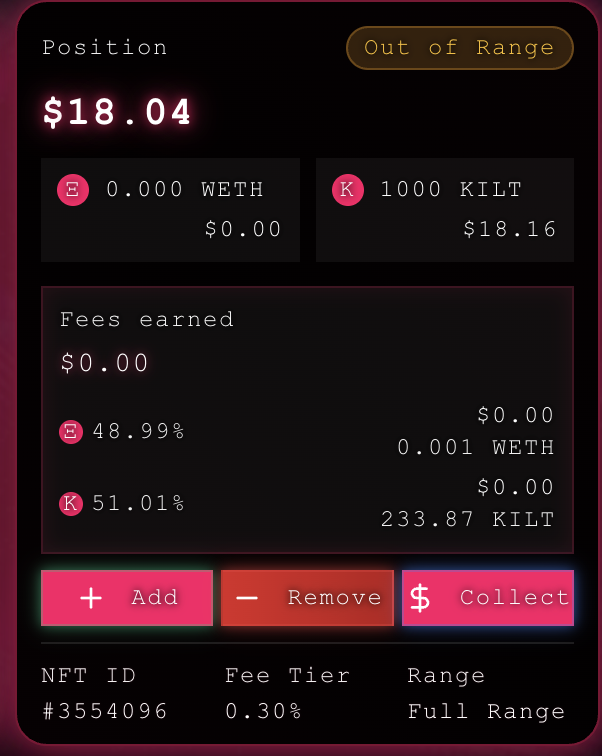 Position
Out of Range
$18.04
Ξ 0.000 WETH
$0.00
K 1000 KILT
$18.16
Fees earned
$0.00
Ξ 48.99%
$0.00
0.001 WETH
K 51.01%
$0.00
233.87 KILT
+ Add
− Remove
$ Collect
NFT ID
#3554096
Fee Tier
0.30%
Range
Full Range